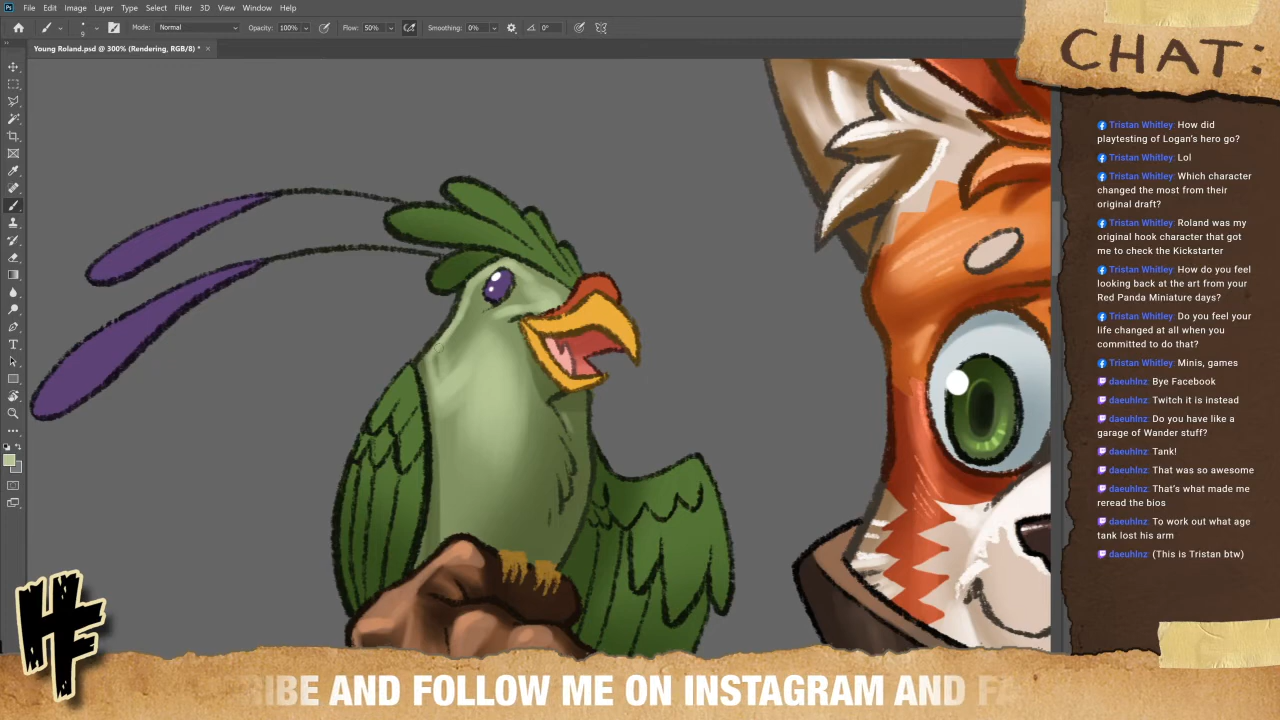 Ps File Edit Image Layer Type Select Filter 3D View Window Help
9 Mode: Normal Opacity: 100% Flow: 50% Smoothing: 0% 0°
Young Roland.psd @ 300% (Rendering, RGB/8) * ×
CHAT:
Tristan Whitley: How did
playtesting of Logan's hero go?
Tristan Whitley: Lol
Tristan Whitley: Which character
changed the most from their
original draft?
Tristan Whitley: Roland was my
original hook character that got
me to check the Kickstarter
Tristan Whitley: How do you feel
looking back at the art from your
Red Panda Miniature days?
Tristan Whitley: Do you feel your
life changed at all when you
committed to do that?
Tristan Whitley: Minis, games
daeuhlnz: Bye Facebook
daeuhlnz: Twitch it is instead
daeuhlnz: Do you have like a
garage of Wander stuff?
daeuhlnz: Tank!
daeuhlnz: That was so awesome
daeuhlnz: That's what made me
reread the bios
daeuhlnz: To work out what age
tank lost his arm
daeuhlnz: (This is Tristan btw)
HF
RIBE AND FOLLOW ME ON INSTAGRAM AND FA